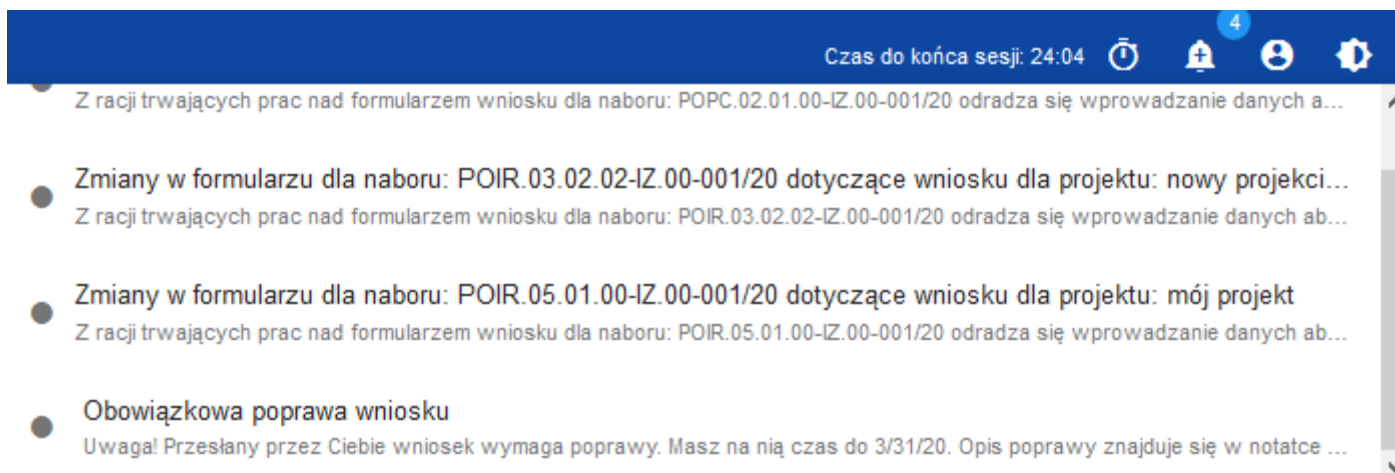 4
Czas do końca sesji: 24:04
Z racji trwających prac nad formularzem wniosku dla naboru: POPC.02.01.00-IZ.00-001/20 odradza się wprowadzanie danych a...
Zmiany w formularzu dla naboru: POIR.03.02.02-IZ.00-001/20 dotyczące wniosku dla projektu: nowy projekci...
Z racji trwających prac nad formularzem wniosku dla naboru: POIR.03.02.02-IZ.00-001/20 odradza się wprowadzanie danych ab...
Zmiany w formularzu dla naboru: POIR.05.01.00-IZ.00-001/20 dotyczące wniosku dla projektu: mój projekt
Z racji trwających prac nad formularzem wniosku dla naboru: POIR.05.01.00-IZ.00-001/20 odradza się wprowadzanie danych ab...
Obowiązkowa poprawa wniosku
Uwaga! Przesłany przez Ciebie wniosek wymaga poprawy. Masz na nią czas do 3/31/20. Opis poprawy znajduje się w notatce ...